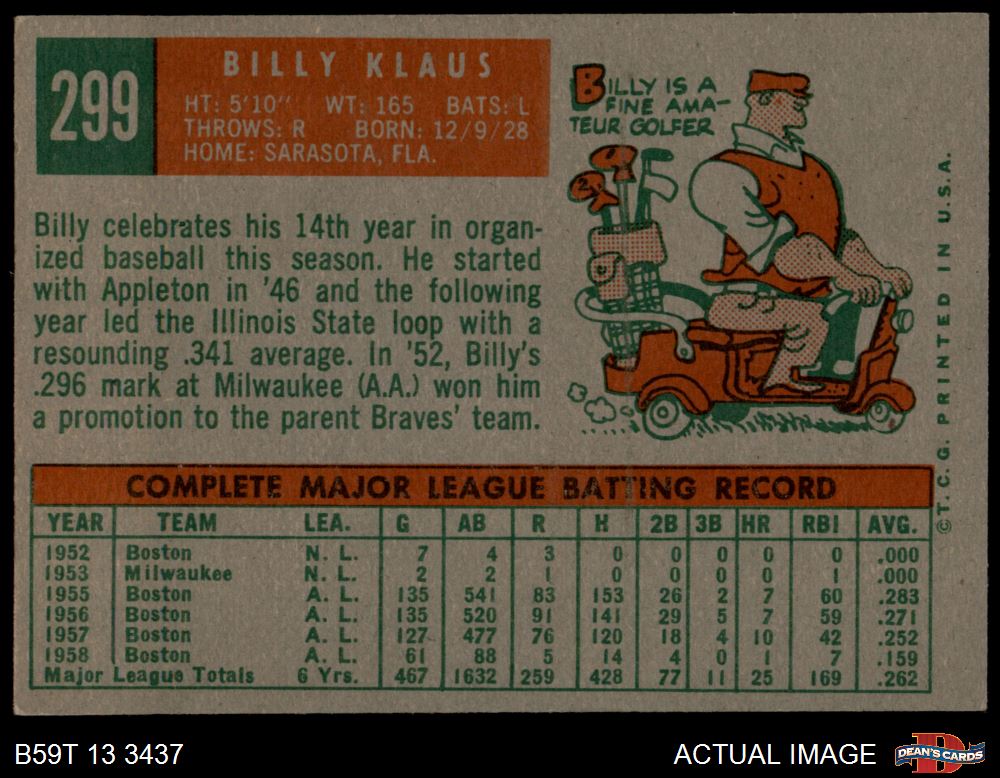 299
BILLY KLAUS
HT: 5'10" WT: 165 BATS: L
THROWS: R BORN: 12/9/28
HOME: SARASOTA, FLA.
BILLY IS A
FINE AMA-
TEUR GOLFER
2
Billy celebrates his 14th year in organ-
ized baseball this season. He started
with Appleton in '46 and the following
year led the Illinois State loop with a
resounding .341 average. In '52, Billy's
.296 mark at Milwaukee (A.A.) won him
a promotion to the parent Braves' team.
© T. C. G. PRINTED IN U.S.A.
COMPLETE MAJOR LEAGUE BATTING RECORD
YEAR TEAM LEA. G AB R H 2B 3B HR RBI AVG.
1952 Boston N. L. 7 4 3 0 0 0 0 0 .000
1953 Milwaukee N. L. 2 2 1 0 0 0 0 1 .000
1955 Boston A. L. 135 541 83 153 26 2 7 60 .283
1956 Boston A. L. 135 520 91 141 29 5 7 59 .271
1957 Boston A. L. 127 477 76 120 18 4 10 42 .252
1958 Boston A. L. 61 88 5 14 4 0 1 7 .159
Major League Totals 6 Yrs. 467 1632 259 428 77 11 25 169 .262
B59T 13 3437
ACTUAL IMAGE
DEAN'S CARDS